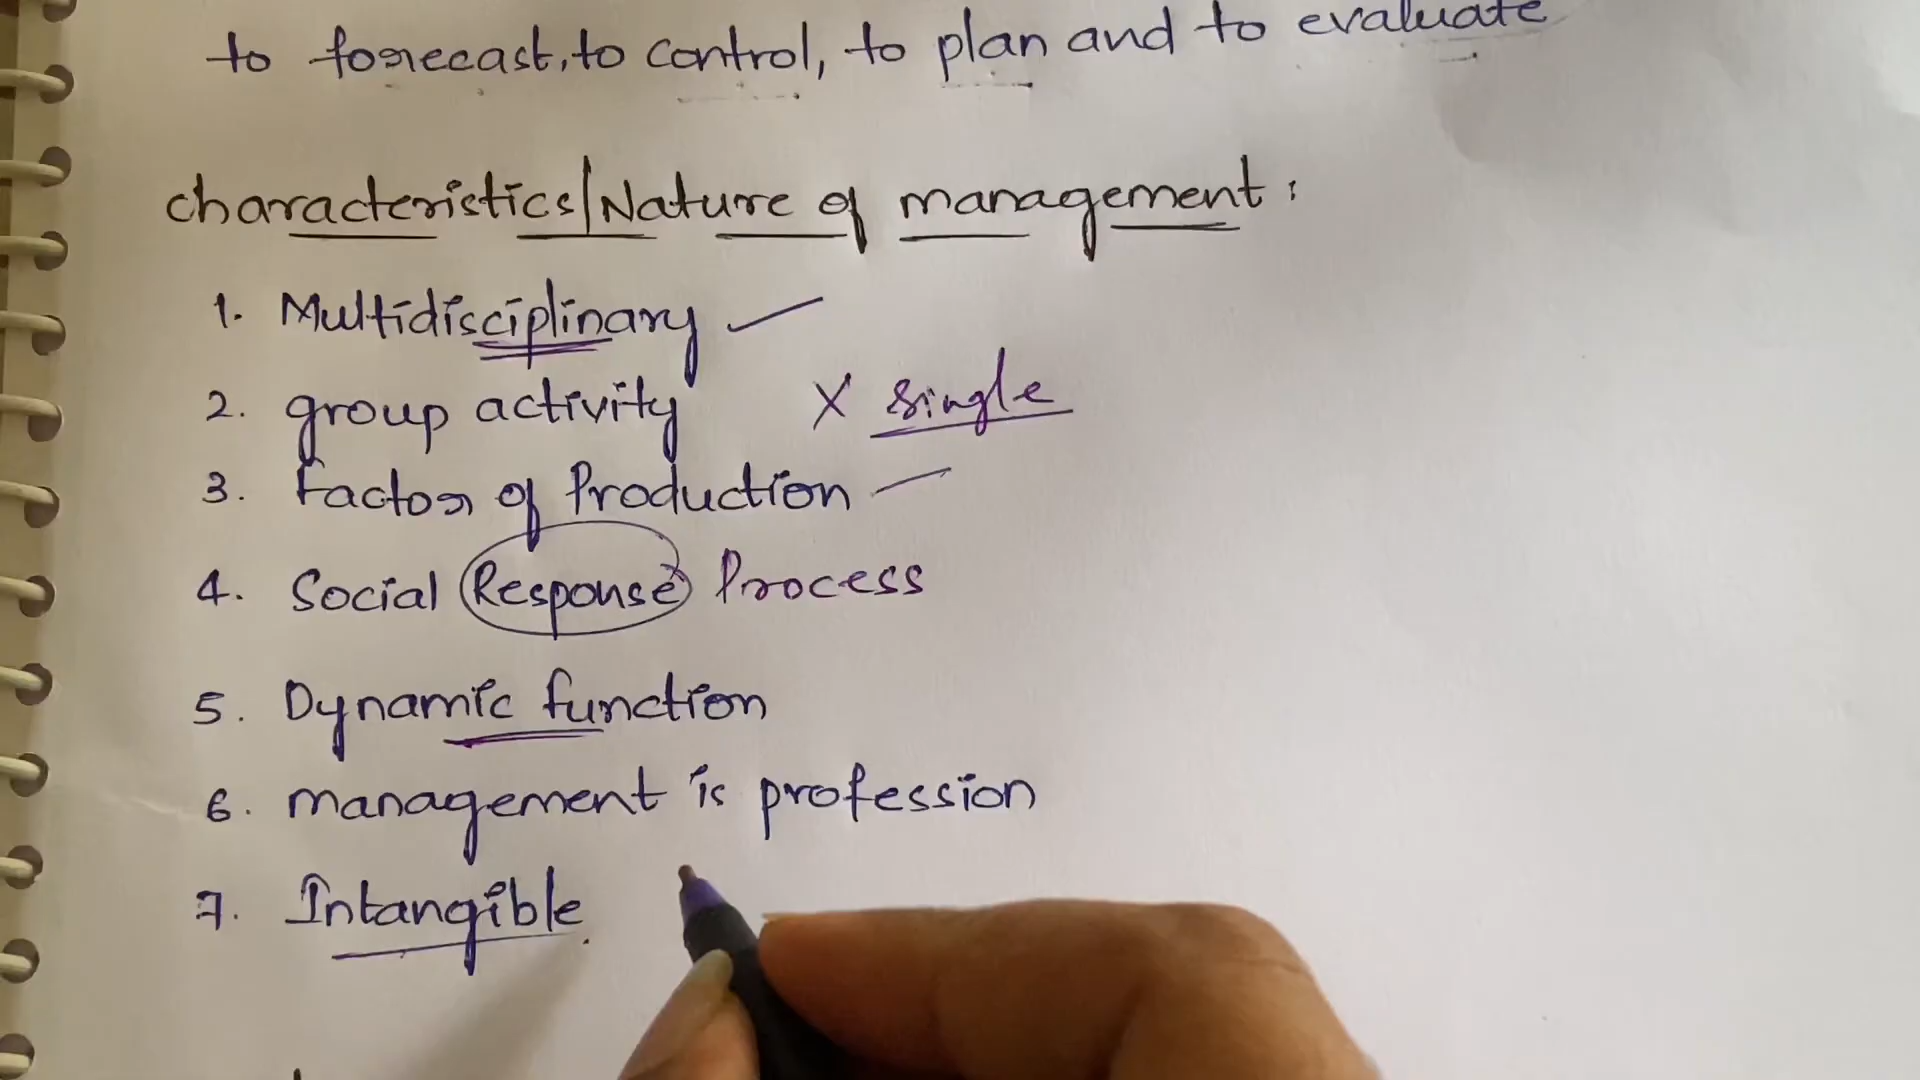 to forecast, to control, to plan and to evaluate
characteristics/Nature of management:
1. Multidisciplinary
2. group activity X single
3. Factor of Production
4. Social Response Process
5. Dynamic function
6. management is profession
7. Intangible